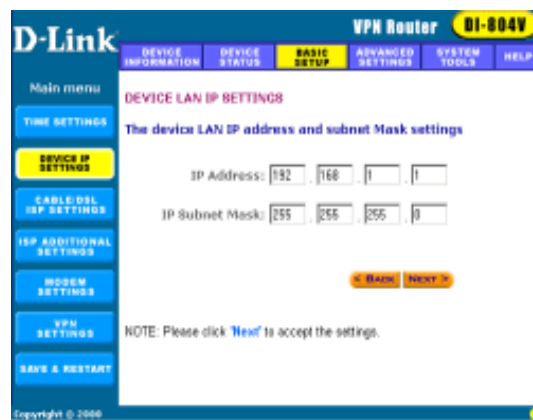 D-Link
VPN Router DI-804V
DEVICE INFORMATION
DEVICE STATUS
BASIC SETUP
ADVANCED SETTINGS
SYSTEM TOOLS
HELP
Main menu
TIME SETTINGS
DEVICE IP SETTINGS
CABLE/DSL ISP SETTINGS
ISP ADDITIONAL SETTINGS
MODEM SETTINGS
VPN SETTINGS
SAVE & RESTART
DEVICE LAN IP SETTINGS
The device LAN IP address and subnet Mask settings
IP Address: 192 . 168 . 1 . 1
IP Subnet Mask: 255 . 255 . 255 . 0
< BACK NEXT >
NOTE: Please click 'Next' to accept the settings.
Copyright © 2000